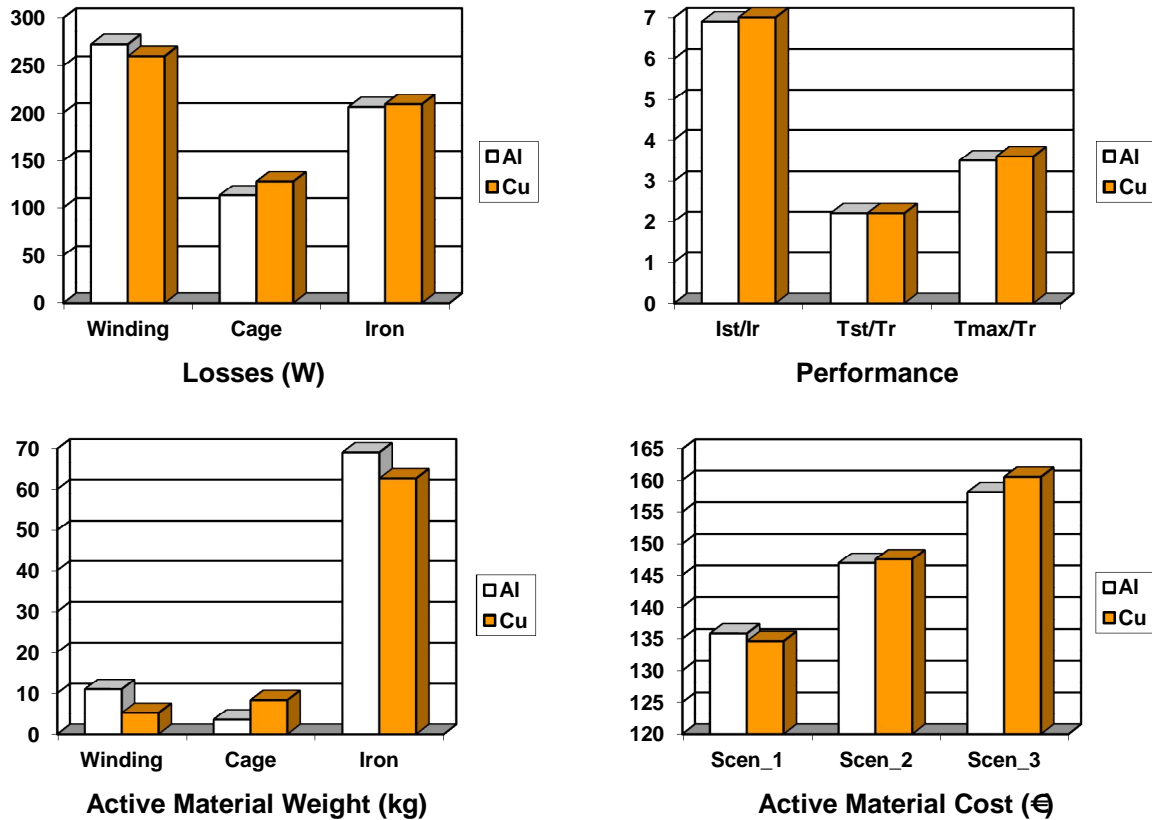 300
250
200
150
100
50
0
Winding Cage Iron
Losses (W)
Al
Cu
7
6
5
4
3
2
1
0
Ist/Ir Tst/Tr Tmax/Tr
Performance
Al
Cu
70
60
50
40
30
20
10
0
Winding Cage Iron
Active Material Weight (kg)
Al
Cu
165
160
155
150
145
140
135
130
125
120
Scen_1 Scen_2 Scen_3
Active Material Cost (€)
Al
Cu